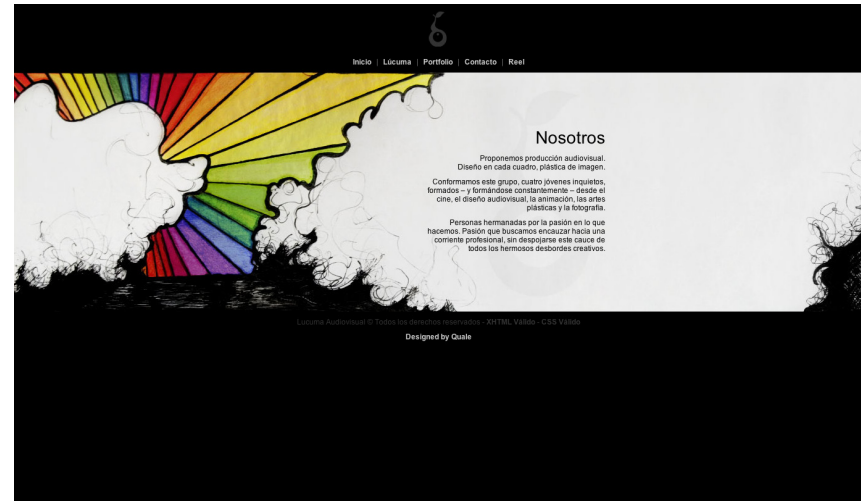 Inicio | Lúcuma | Portfolio | Contacto | Reel
Nosotros
Proponemos producción audiovisual.
Diseño en cada cuadro, plástica de imagen.
Conformamos este grupo, cuatro jóvenes inquietos,
formados – y formándose constantemente – desde el
cine, el diseño audiovisual, la animación, las artes
plásticas y la fotografía.
Personas hermanadas por la pasión en lo que
hacemos. Pasión que buscamos encauzar hacia una
corriente profesional, sin despojarse este cauce de
todos los hermosos desbordes creativos.
Lucuma Audiovisual © Todos los derechos reservados - XHTML Válido - CSS Válido
Designed by Quale